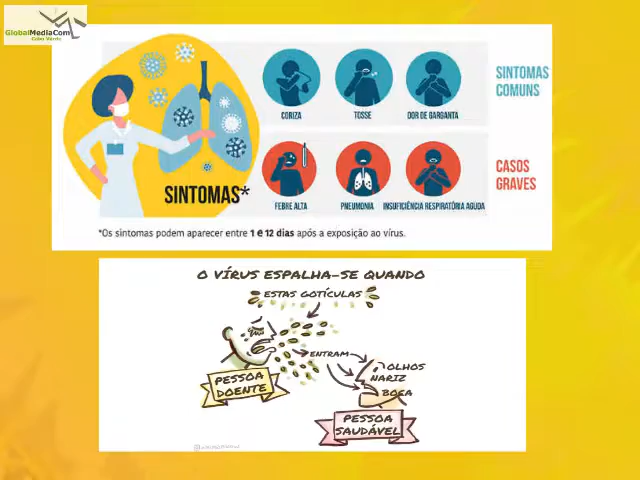 GlobalMediaCom
Cabo Verde
SINTOMAS
COMUNS
CORIZA
TOSSE
DOR DE GARGANTA
CASOS
GRAVES
SINTOMAS*
FEBRE ALTA
PNEUMONIA
INSUFICIÊNCIA RESPIRATÓRIA AGUDA
*Os sintomas podem aparecer entre 1 e 12 dias após a exposição ao vírus.
O VÍRUS ESPALHA-SE QUANDO
ESTAS GOTÍCULAS
ENTRAM
OLHOS
NARIZ
BOCA
PESSOA
DOENTE
PESSOA
SAUDÁVEL